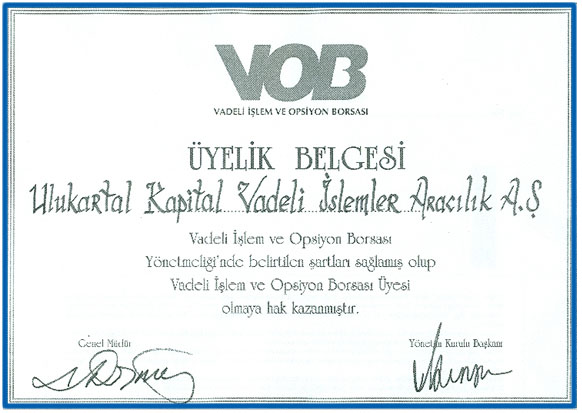 VOB
VADELİ İŞLEM VE OPSİYON BORSASI
ÜYELİK BELGESİ
Ulukartal Kapital Vadeli İşlemler Aracılık A.Ş
Vadeli İşlem ve Opsiyon Borsası
Yönetmeliği'nde belirtilen şartları sağlamış olup
Vadeli İşlem ve Opsiyon Borsası Üyesi
olmaya hak kazanmıştır.
Genel Müdür
Yönetim Kurulu Başkanı